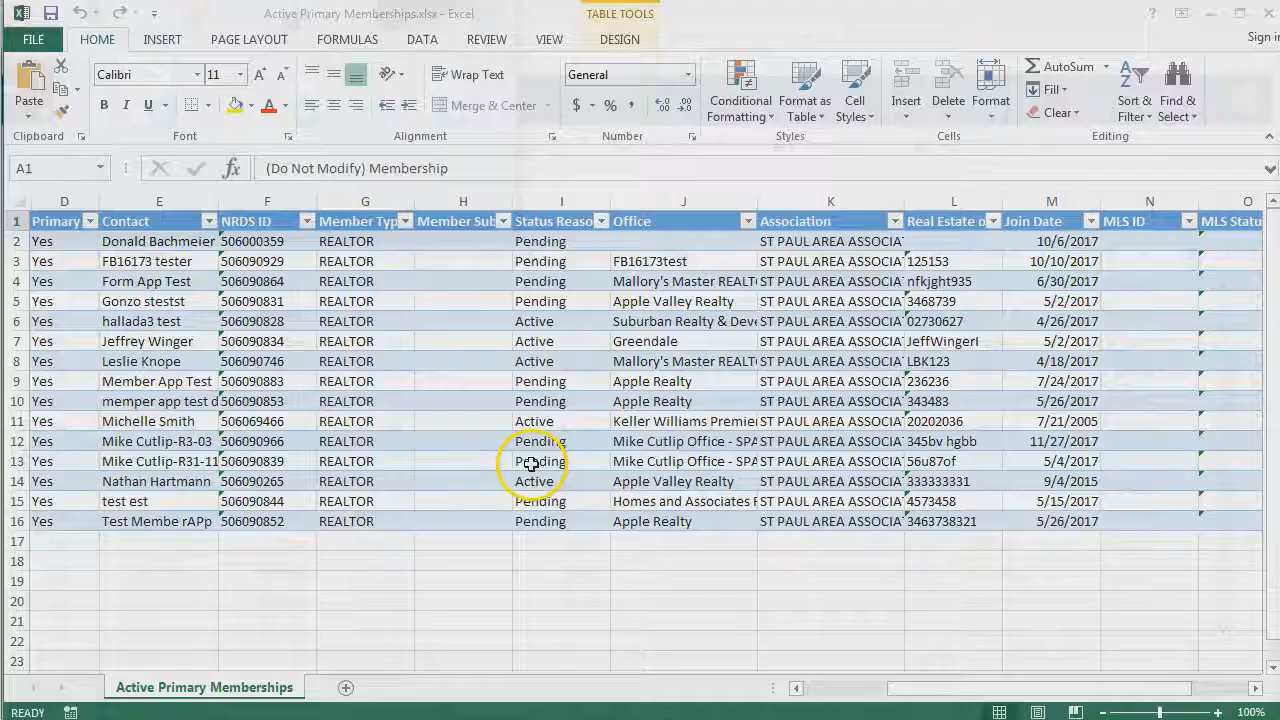 Active Primary Memberships.xlsx - Excel TABLE TOOLS ?
FILE HOME INSERT PAGE LAYOUT FORMULAS DATA REVIEW VIEW DESIGN Sign in
Paste Calibri 11 A A Wrap Text General Conditional Formatting Format as Table Cell Styles Insert Delete Format AutoSum Sort & Filter Find & Select
B I U A Merge & Center $ % , Fill
Clear
Clipboard Font Alignment Number Styles Cells Editing
A1 fx (Do Not Modify) Membership
D E F G H I J K L M N O
1 Primary Contact NRDS ID Member Typ Member Sub Status Reaso Office Association Real Estate o Join Date MLS ID MLS Statu
2 Yes Donald Bachmeier 506000359 REALTOR Pending ST PAUL AREA ASSOCIA 10/6/2017
3 Yes FB16173 tester 506090929 REALTOR Pending FB16173test ST PAUL AREA ASSOCIA 125153 10/10/2017
4 Yes Form App Test 506090864 REALTOR Pending Mallory's Master REALT ST PAUL AREA ASSOCIA nfkjght935 6/30/2017
5 Yes Gonzo stestst 506090831 REALTOR Pending Apple Valley Realty ST PAUL AREA ASSOCIA 3468739 5/2/2017
6 Yes hallada3 test 506090828 REALTOR Active Suburban Realty & Deve ST PAUL AREA ASSOCIA 02730627 4/26/2017
7 Yes Jeffrey Winger 506090834 REALTOR Active Greendale ST PAUL AREA ASSOCIA JeffWingerI 5/2/2017
8 Yes Leslie Knope 506090746 REALTOR Active Mallory's Master REALT ST PAUL AREA ASSOCIA LBK123 4/18/2017
9 Yes Member App Test 506090883 REALTOR Pending Apple Realty ST PAUL AREA ASSOCIA 236236 7/24/2017
10 Yes memper app test d 506090853 REALTOR Pending Apple Realty ST PAUL AREA ASSOCIA 343483 5/26/2017
11 Yes Michelle Smith 506069466 REALTOR Active Keller Williams Premie ST PAUL AREA ASSOCIA 20202036 7/21/2005
12 Yes Mike Cutlip-R3-03 506090966 REALTOR Pending Mike Cutlip Office - SPA ST PAUL AREA ASSOCIA 345bv hgbb 11/27/2017
13 Yes Mike Cutlip-R31-11 506090839 REALTOR Pending Mike Cutlip Office - SPA ST PAUL AREA ASSOCIA 56u87of 5/4/2017
14 Yes Nathan Hartmann 506090265 REALTOR Active Apple Valley Realty ST PAUL AREA ASSOCIA 333333331 9/4/2015
15 Yes test est 506090844 REALTOR Pending Homes and Associates F ST PAUL AREA ASSOCIA 4573458 5/15/2017
16 Yes Test Membe rAPp 506090852 REALTOR Pending Apple Realty ST PAUL AREA ASSOCIA 3463738321 5/26/2017
17
18
19
20
21
22
23
Active Primary Memberships
READY 100%